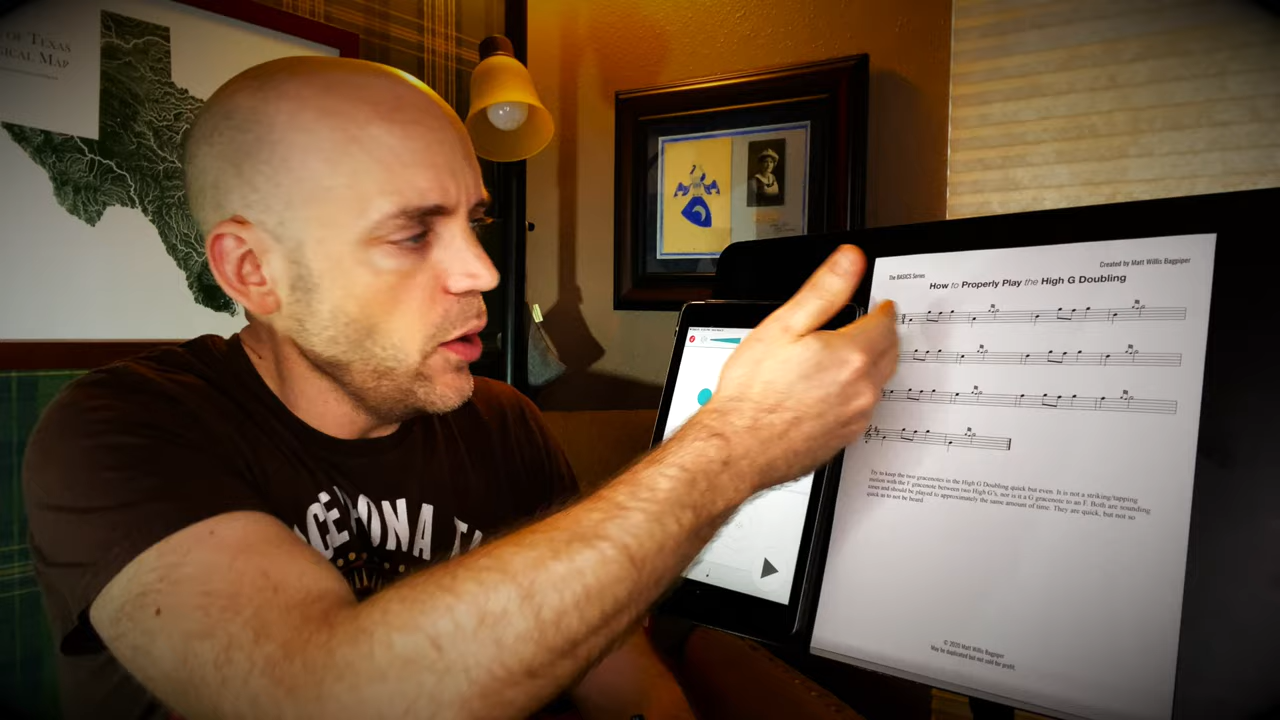 OF TEXAS
ICAL MAP
The BASICS Series
Created by Matt Willis Bagpiper
How to Properly Play the High G Doubling
Try to keep the two gracenotes in the High G Doubling quick but even. It is not a striking/tapping
motion with the F gracenote between two High G's, nor is it a G gracenote to an F. Both are sounding
tones and should be played to approximately the same amount of time. They are quick, but not so
quick as to not be heard
© 2020 Matt Willis Bagpiper
May be duplicated but not sold for profit.